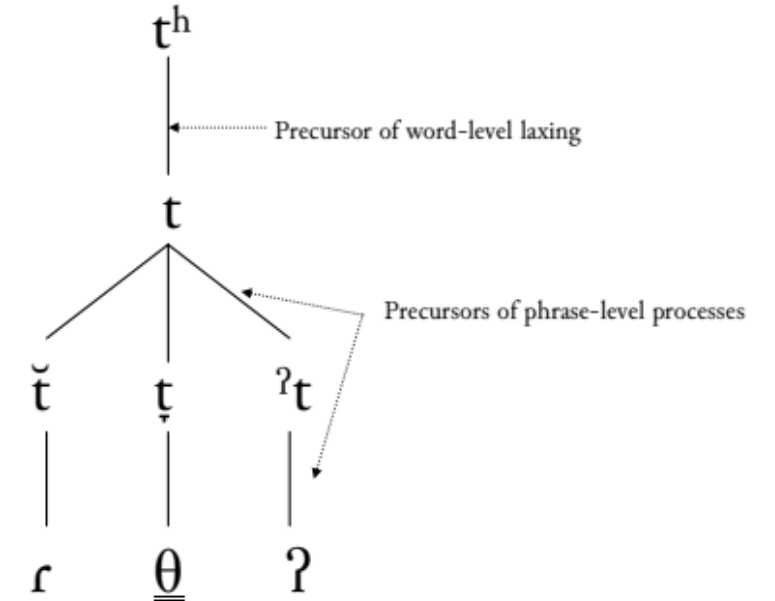 tʰ
Precursor of word-level laxing
t
Precursors of phrase-level processes
t̆ t̞ ˀt
ɾ θ̳ ʔ